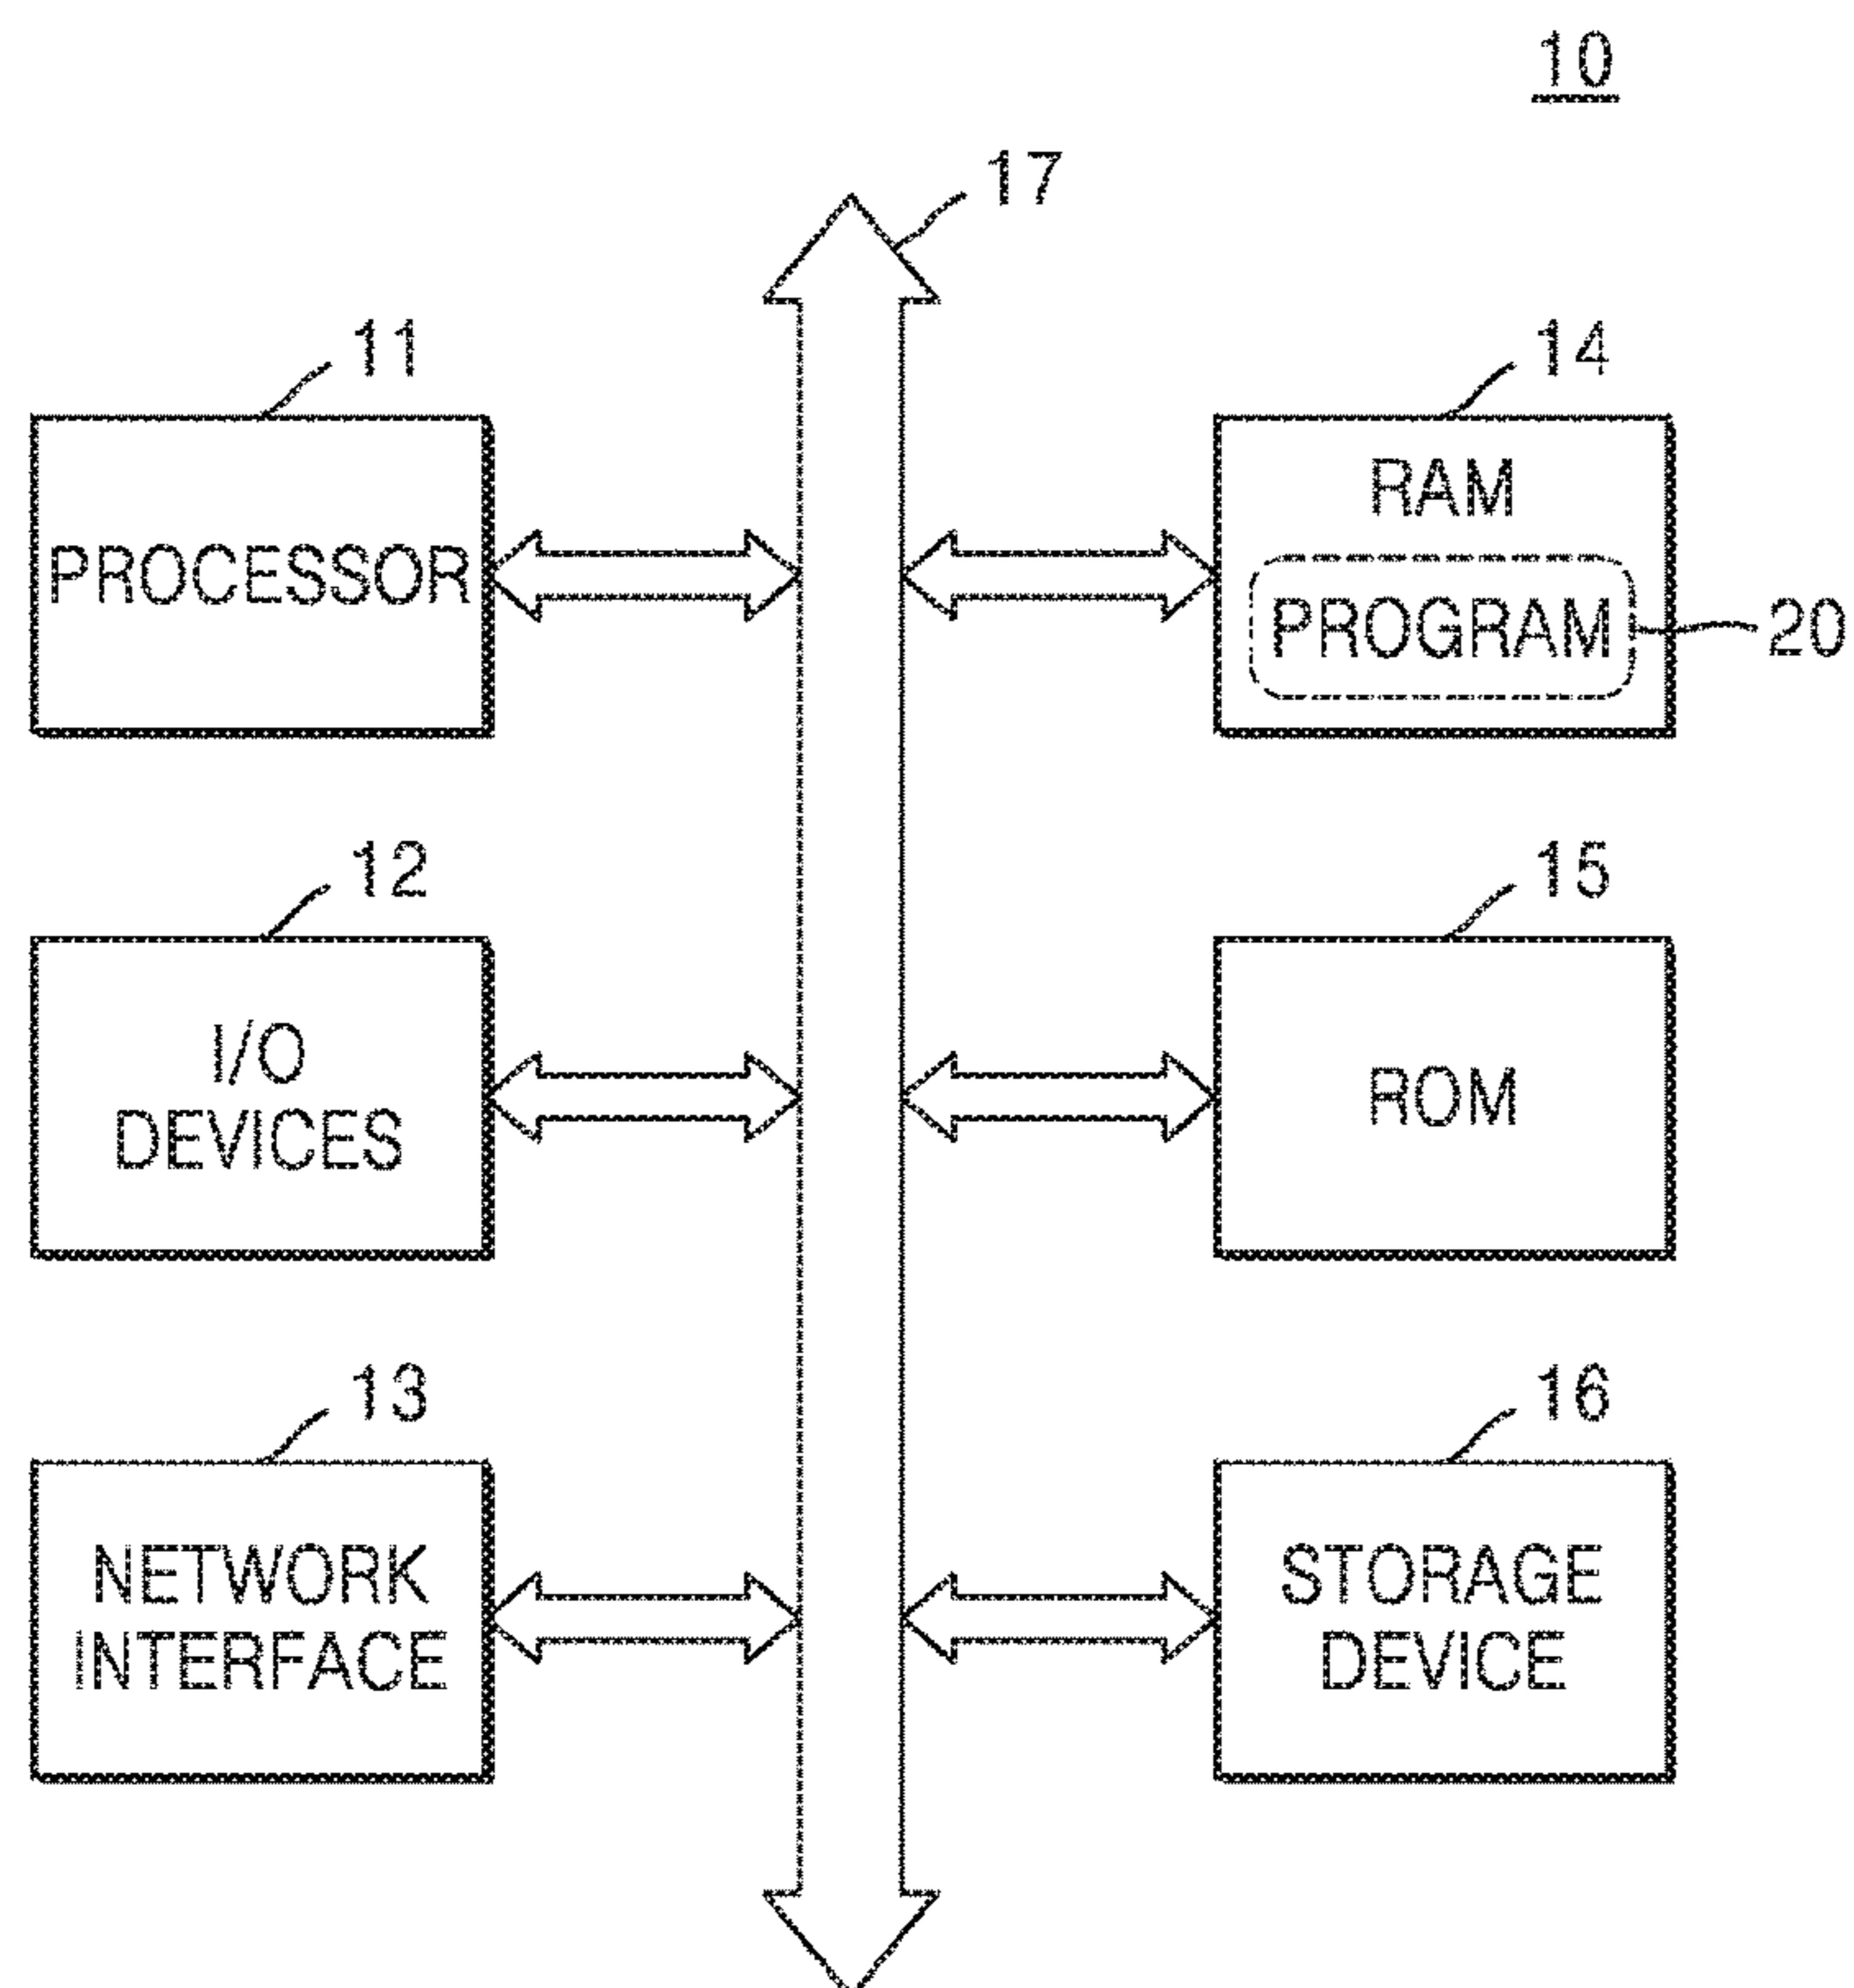 10
17
11
PROCESSOR
14
RAM
PROGRAM
20
12
I/O
DEVICES
15
ROM
13
NETWORK
INTERFACE
16
STORAGE
DEVICE